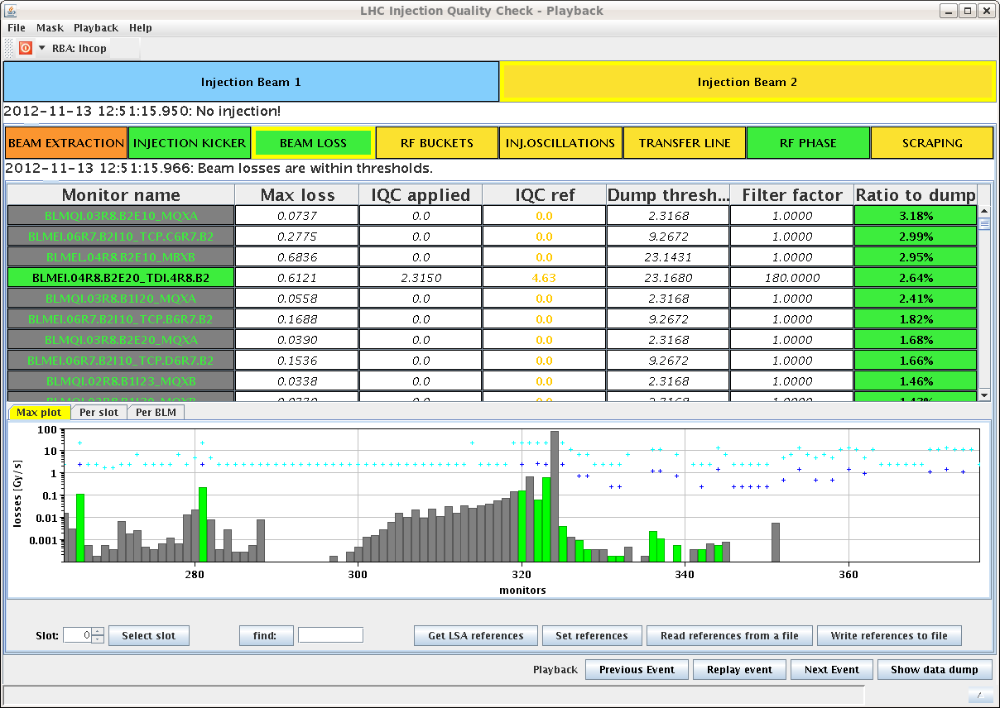 LHC Injection Quality Check - Playback
File Mask Playback Help
RBA: lhcop
Injection Beam 1 Injection Beam 2
2012-11-13 12:51:15.950: No injection!
BEAM EXTRACTION INJECTION KICKER BEAM LOSS RF BUCKETS INJ.OSCILLATIONS TRANSFER LINE RF PHASE SCRAPING
2012-11-13 12:51:15.966: Beam losses are within thresholds.
Monitor name Max loss IQC applied IQC ref Dump thresh... Filter factor Ratio to dump
BLMQI.03R8.B2E10_MQXA 0.0737 0.0 0.0 2.3168 1.0000 3.18%
BLMEI.06R7.B2I10_TCP.C6R7.B2 0.2775 0.0 0.0 9.2672 1.0000 2.99%
BLMEL.04R8.B2E10_MBXB 0.6836 0.0 0.0 23.1431 1.0000 2.95%
BLMEI.04R8.B2E20_TDI.4R8.B2 0.6121 2.3150 4.63 23.1680 180.0000 2.64%
BLMQI.03R8.B1I20_MQXA 0.0558 0.0 0.0 2.3168 1.0000 2.41%
BLMEI.06R7.B2I10_TCP.B6R7.B2 0.1688 0.0 0.0 9.2672 1.0000 1.82%
BLMQI.03R8.B2E20_MQXA 0.0390 0.0 0.0 2.3168 1.0000 1.68%
BLMEI.06R7.B2I10_TCP.D6R7.B2 0.1536 0.0 0.0 9.2672 1.0000 1.66%
BLMQI.02R8.B1I23_MQXB 0.0338 0.0 0.0 2.3168 1.0000 1.46%
Max plot Per slot Per BLM
100
10
1
0.1
0.01
0.001
losses [Gy/s]
280 300 320 340 360
monitors
Slot: 0 Select slot find: Get LSA references Set references Read references from a file Write references to file
Playback Previous Event Replay event Next Event Show data dump